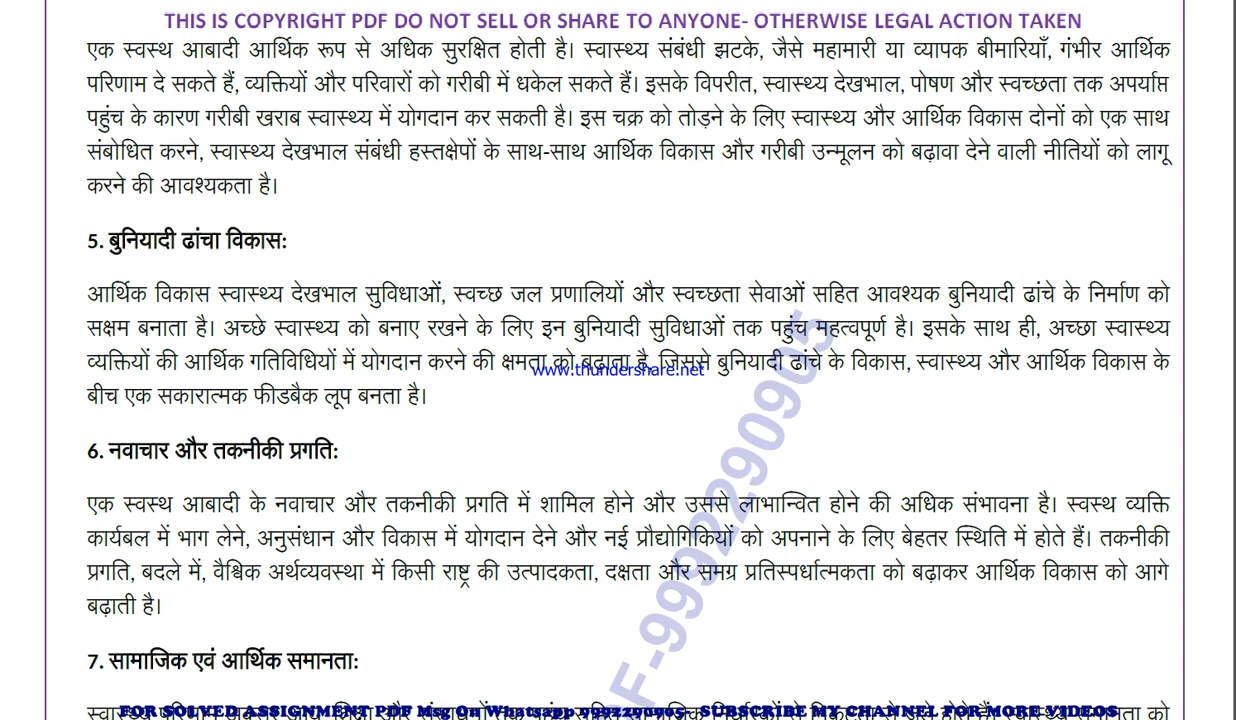 THIS IS COPYRIGHT PDF DO NOT SELL OR SHARE TO ANYONE- OTHERWISE LEGAL ACTION TAKEN
एक स्वस्थ आबादी आर्थिक रूप से अधिक सुरक्षित होती है। स्वास्थ्य संबंधी झटके, जैसे महामारी या व्यापक बीमारियाँ, गंभीर आर्थिक
परिणाम दे सकते हैं, व्यक्तियों और परिवारों को गरीबी में धकेल सकते हैं। इसके विपरीत, स्वास्थ्य देखभाल, पोषण और स्वच्छता तक अपर्याप्त
पहुंच के कारण गरीबी खराब स्वास्थ्य में योगदान कर सकती है। इस चक्र को तोड़ने के लिए स्वास्थ्य और आर्थिक विकास दोनों को एक साथ
संबोधित करने, स्वास्थ्य देखभाल संबंधी हस्तक्षेपों के साथ-साथ आर्थिक विकास और गरीबी उन्मूलन को बढ़ावा देने वाली नीतियों को लागू
करने की आवश्यकता है।
5. बुनियादी ढांचा विकास:
आर्थिक विकास स्वास्थ्य देखभाल सुविधाओं, स्वच्छ जल प्रणालियों और स्वच्छता सेवाओं सहित आवश्यक बुनियादी ढांचे के निर्माण को
सक्षम बनाता है। अच्छे स्वास्थ्य को बनाए रखने के लिए इन बुनियादी सुविधाओं तक पहुंच महत्वपूर्ण है। इसके साथ ही, अच्छा स्वास्थ्य
व्यक्तियों की आर्थिक गतिविधियों में योगदान करने की क्षमता को बढ़ाता है, जिससे बुनियादी ढांचे के विकास, स्वास्थ्य और आर्थिक विकास के
www.thundershare.net
बीच एक सकारात्मक फीडबैक लूप बनता है।
6. नवाचार और तकनीकी प्रगति:
एक स्वस्थ आबादी के नवाचार और तकनीकी प्रगति में शामिल होने और उससे लाभान्वित होने की अधिक संभावना है। स्वस्थ व्यक्ति
कार्यबल में भाग लेने, अनुसंधान और विकास में योगदान देने और नई प्रौद्योगिकियों को अपनाने के लिए बेहतर स्थिति में होते हैं। तकनीकी
प्रगति, बदले में, वैश्विक अर्थव्यवस्था में किसी राष्ट्र की उत्पादकता, दक्षता और समग्र प्रतिस्पर्धात्मकता को बढ़ाकर आर्थिक विकास को आगे
बढ़ाती है।
F-9992290905
7. सामाजिक एवं आर्थिक समानता:
FOR SOLVED ASSIGNMENT PDF Msg On Whatsapp 9992290905- SUBSCRIBE MY CHANNEL FOR MORE VIDEOS